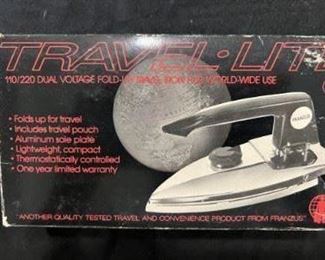 TRAVEL·LIT
110/220 DUAL VOLTAGE FOLD-UP TRAVEL IRON FOR WORLD-WIDE USE
• Folds up for travel
• Includes travel pouch
• Aluminum sole plate
• Lightweight, compact
• Thermostatically controlled
• One year limited warranty
FRANZUS
"ANOTHER QUALITY TESTED TRAVEL AND CONVENIENCE PRODUCT FROM FRANZUS"